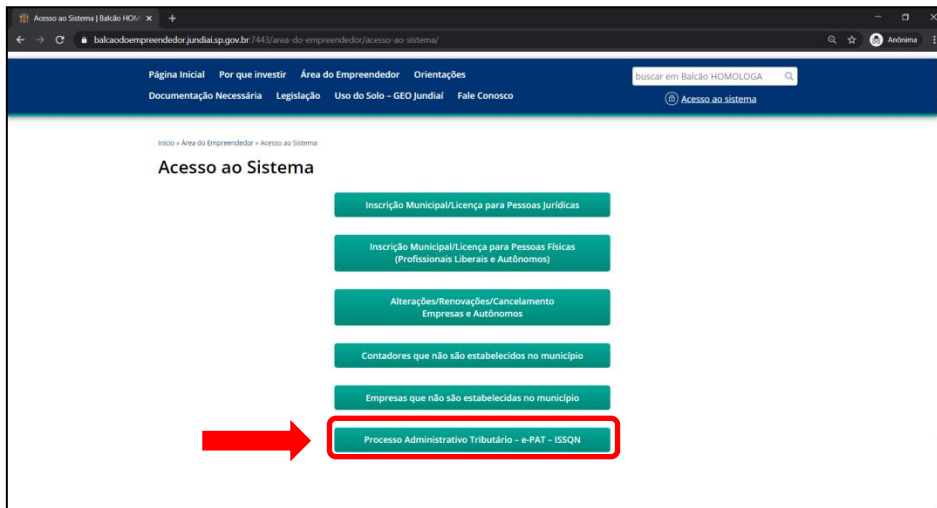 Acesso ao Sistema | Balcão HOM
balcaodoempreendedor.jundiai.sp.gov.br:7443/area-do-empreendedor/acesso-ao-sistema/
Anônima
Página Inicial Por que investir Área do Empreendedor Orientações
Documentação Necessária Legislação Uso do Solo – GEO Jundiaí Fale Conosco
buscar em Balcão HOMOLOGA
Acesso ao sistema
Início » Área do Empreendedor » Acesso ao Sistema
Acesso ao Sistema
Inscrição Municipal/Licença para Pessoas Jurídicas
Inscrição Municipal/Licença para Pessoas Físicas
(Profissionais Liberais e Autônomos)
Alterações/Renovações/Cancelamento
Empresas e Autônomos
Contadores que não são estabelecidos no município
Empresas que não são estabelecidas no município
Processo Administrativo Tributário – e-PAT – ISSQN